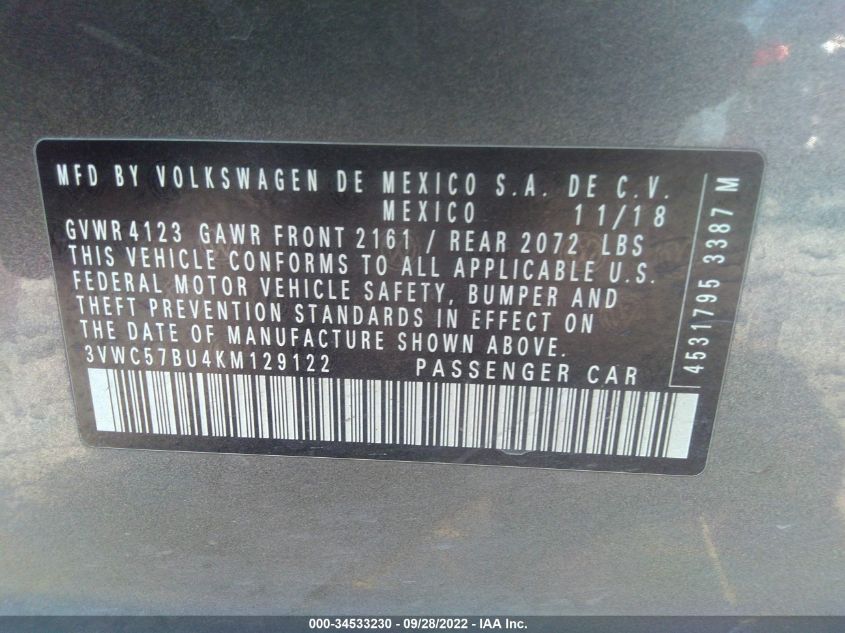 MFD BY VOLKSWAGEN DE MEXICO S.A. DE C.V.
MEXICO 11/18
GVWR 4123 GAWR FRONT 2161 / REAR 2072 LBS
THIS VEHICLE CONFORMS TO ALL APPLICABLE U.S.
FEDERAL MOTOR VEHICLE SAFETY, BUMPER AND
THEFT PREVENTION STANDARDS IN EFFECT ON
THE DATE OF MANUFACTURE SHOWN ABOVE.
3VWC57BU4KM129122 PASSENGER CAR
4531795 3387 M
000-34533230 - 09/28/2022 - IAA Inc.